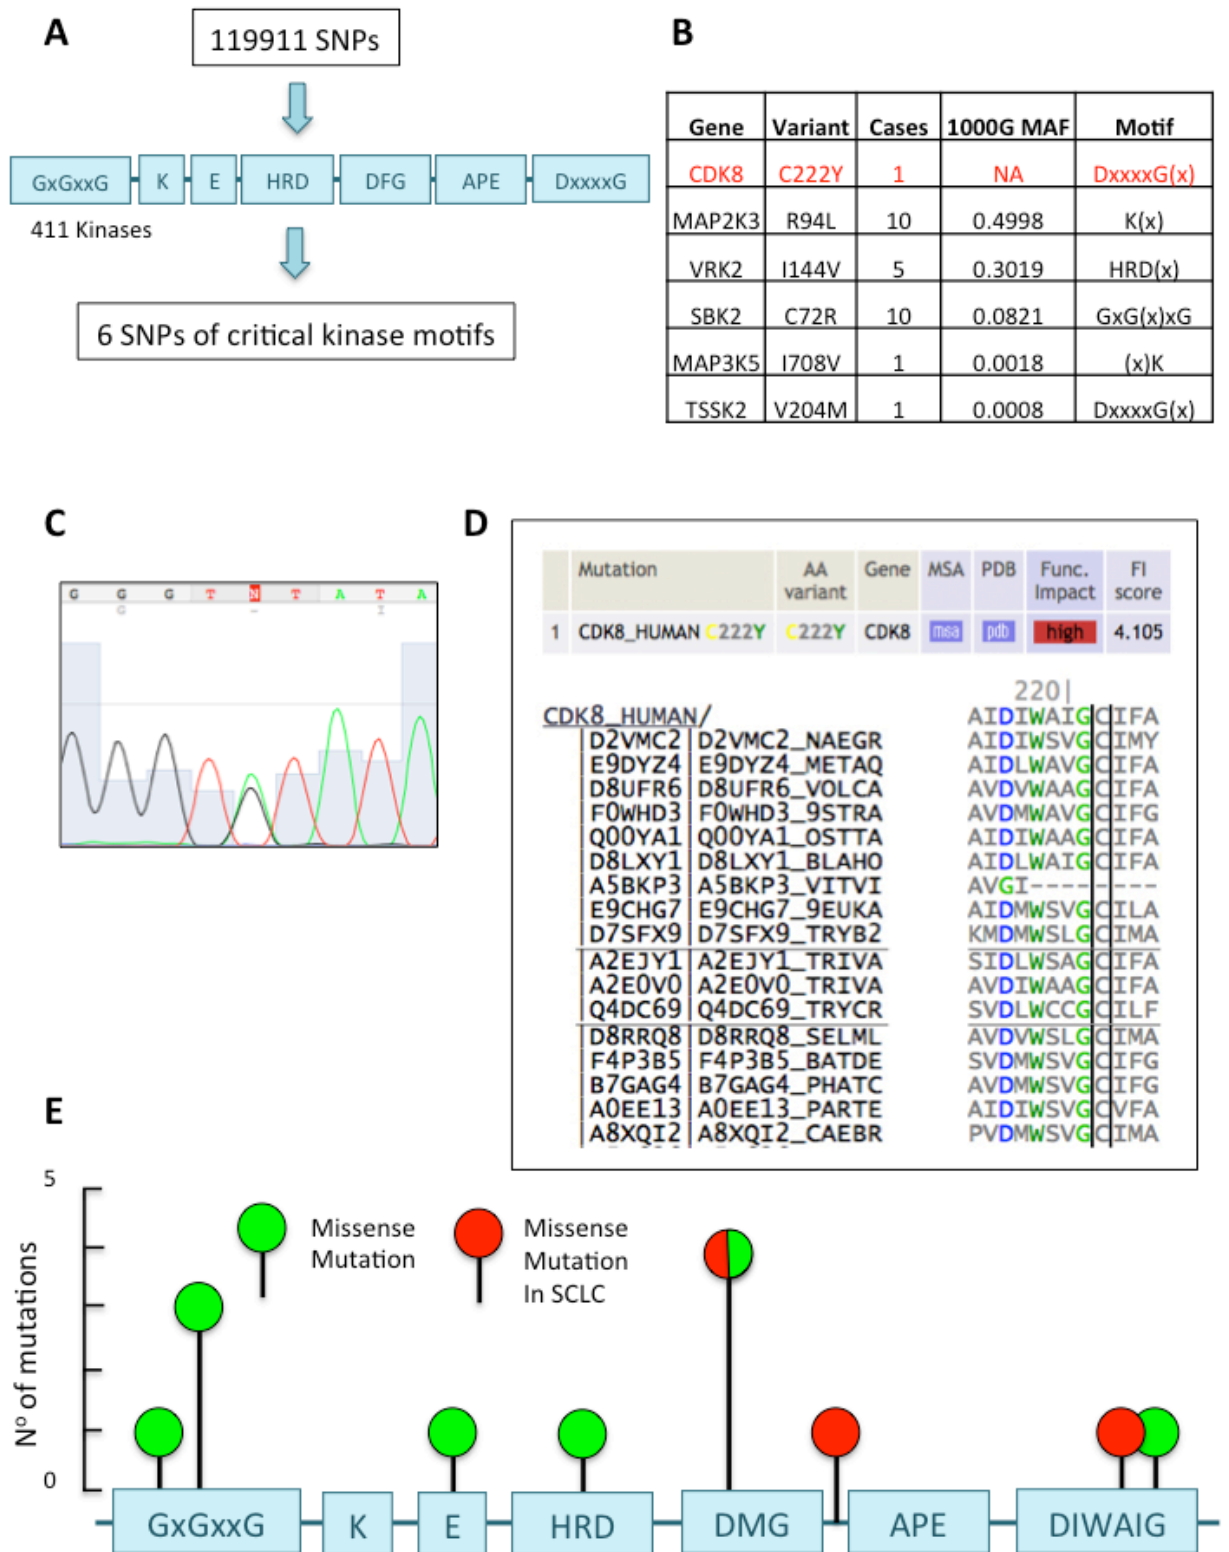 A
119911 SNPs
GxGxxG K E HRD DFG APE DxxxxG
411 Kinases
6 SNPs of critical kinase motifs
B
Gene Variant Cases 1000G MAF Motif
CDK8 C222Y 1 NA DxxxxG(x)
MAP2K3 R94L 10 0.4998 K(x)
VRK2 I144V 5 0.3019 HRD(x)
SBK2 C72R 10 0.0821 GxG(x)xG
MAP3K5 I708V 1 0.0018 (x)K
TSSK2 V204M 1 0.0008 DxxxxG(x)
C
G G G T N T A T A
G - I
D
Mutation AA variant Gene MSA PDB Func. Impact FI score
1 CDK8_HUMAN C222Y C222Y CDK8 msa pdb high 4.105
220|
CDK8_HUMAN/ AIDIWAIGCIFA
D2VMC2 D2VMC2_NAEGR AIDIWSVGCIMY
E9DYZ4 E9DYZ4_METAQ AIDLWAVGCIFA
D8UFR6 D8UFR6_VOLCA AVDVWAAGCIFA
F0WHD3 F0WHD3_9STRA AVDMWAVGCIFG
Q00YA1 Q00YA1_OSTTA AIDIWAAGCIFA
D8LXY1 D8LXY1_BLAHO AIDLWAIGCIFA
A5BKP3 A5BKP3_VITVI AVGI--------
E9CHG7 E9CHG7_9EUKA AIDMWSVGCILA
D7SFX9 D7SFX9_TRYB2 KMDMWSLGCIMA
A2EJY1 A2EJY1_TRIVA SIDLWSAGCIFA
A2E0V0 A2E0V0_TRIVA AVDIWAAGCIFA
Q4DC69 Q4DC69_TRYCR SVDLWCCGCILF
D8RRQ8 D8RRQ8_SELML AVDVWSLGCIMA
F4P3B5 F4P3B5_BATDE SVDMWSVGCIFG
B7GAG4 B7GAG4_PHATC AVDMWSVGCIFG
A0EE13 A0EE13_PARTE AIDIWSVGCVFA
A8XQI2 A8XQI2_CAEBR PVDMWSVGCIMA
E
5
0
Nº of mutations
Missense
Mutation
Missense
Mutation
In SCLC
GxGxxG K E HRD DMG APE DIWAIG